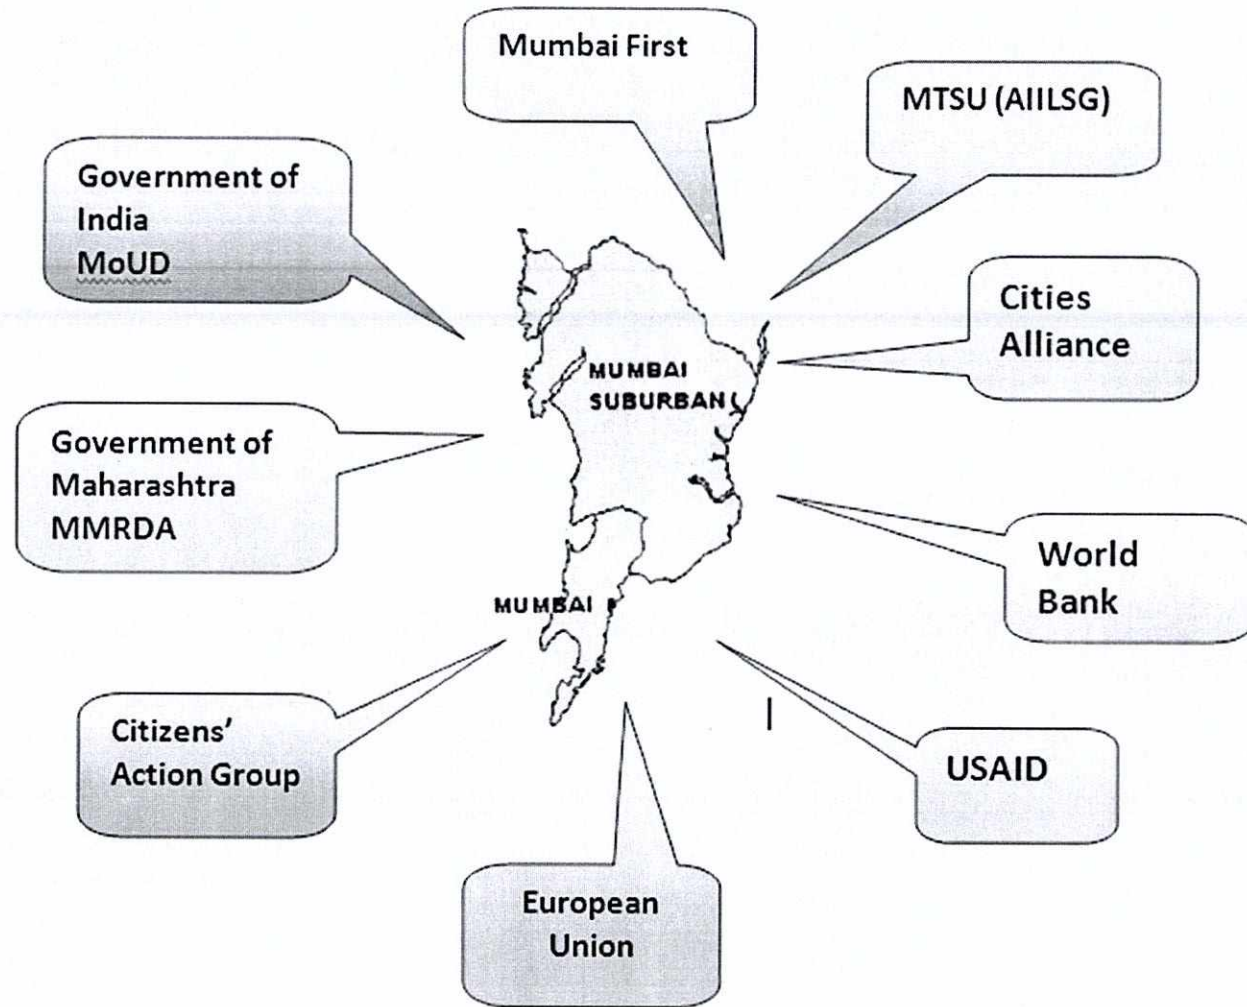 Mumbai First
MTSU (AIILSG)
Government of
India
MoUD
Cities
Alliance
MUMBAI
SUBURBAN
Government of
Maharashtra
MMRDA
World
Bank
MUMBAI
Citizens'
Action Group
USAID
European
Union